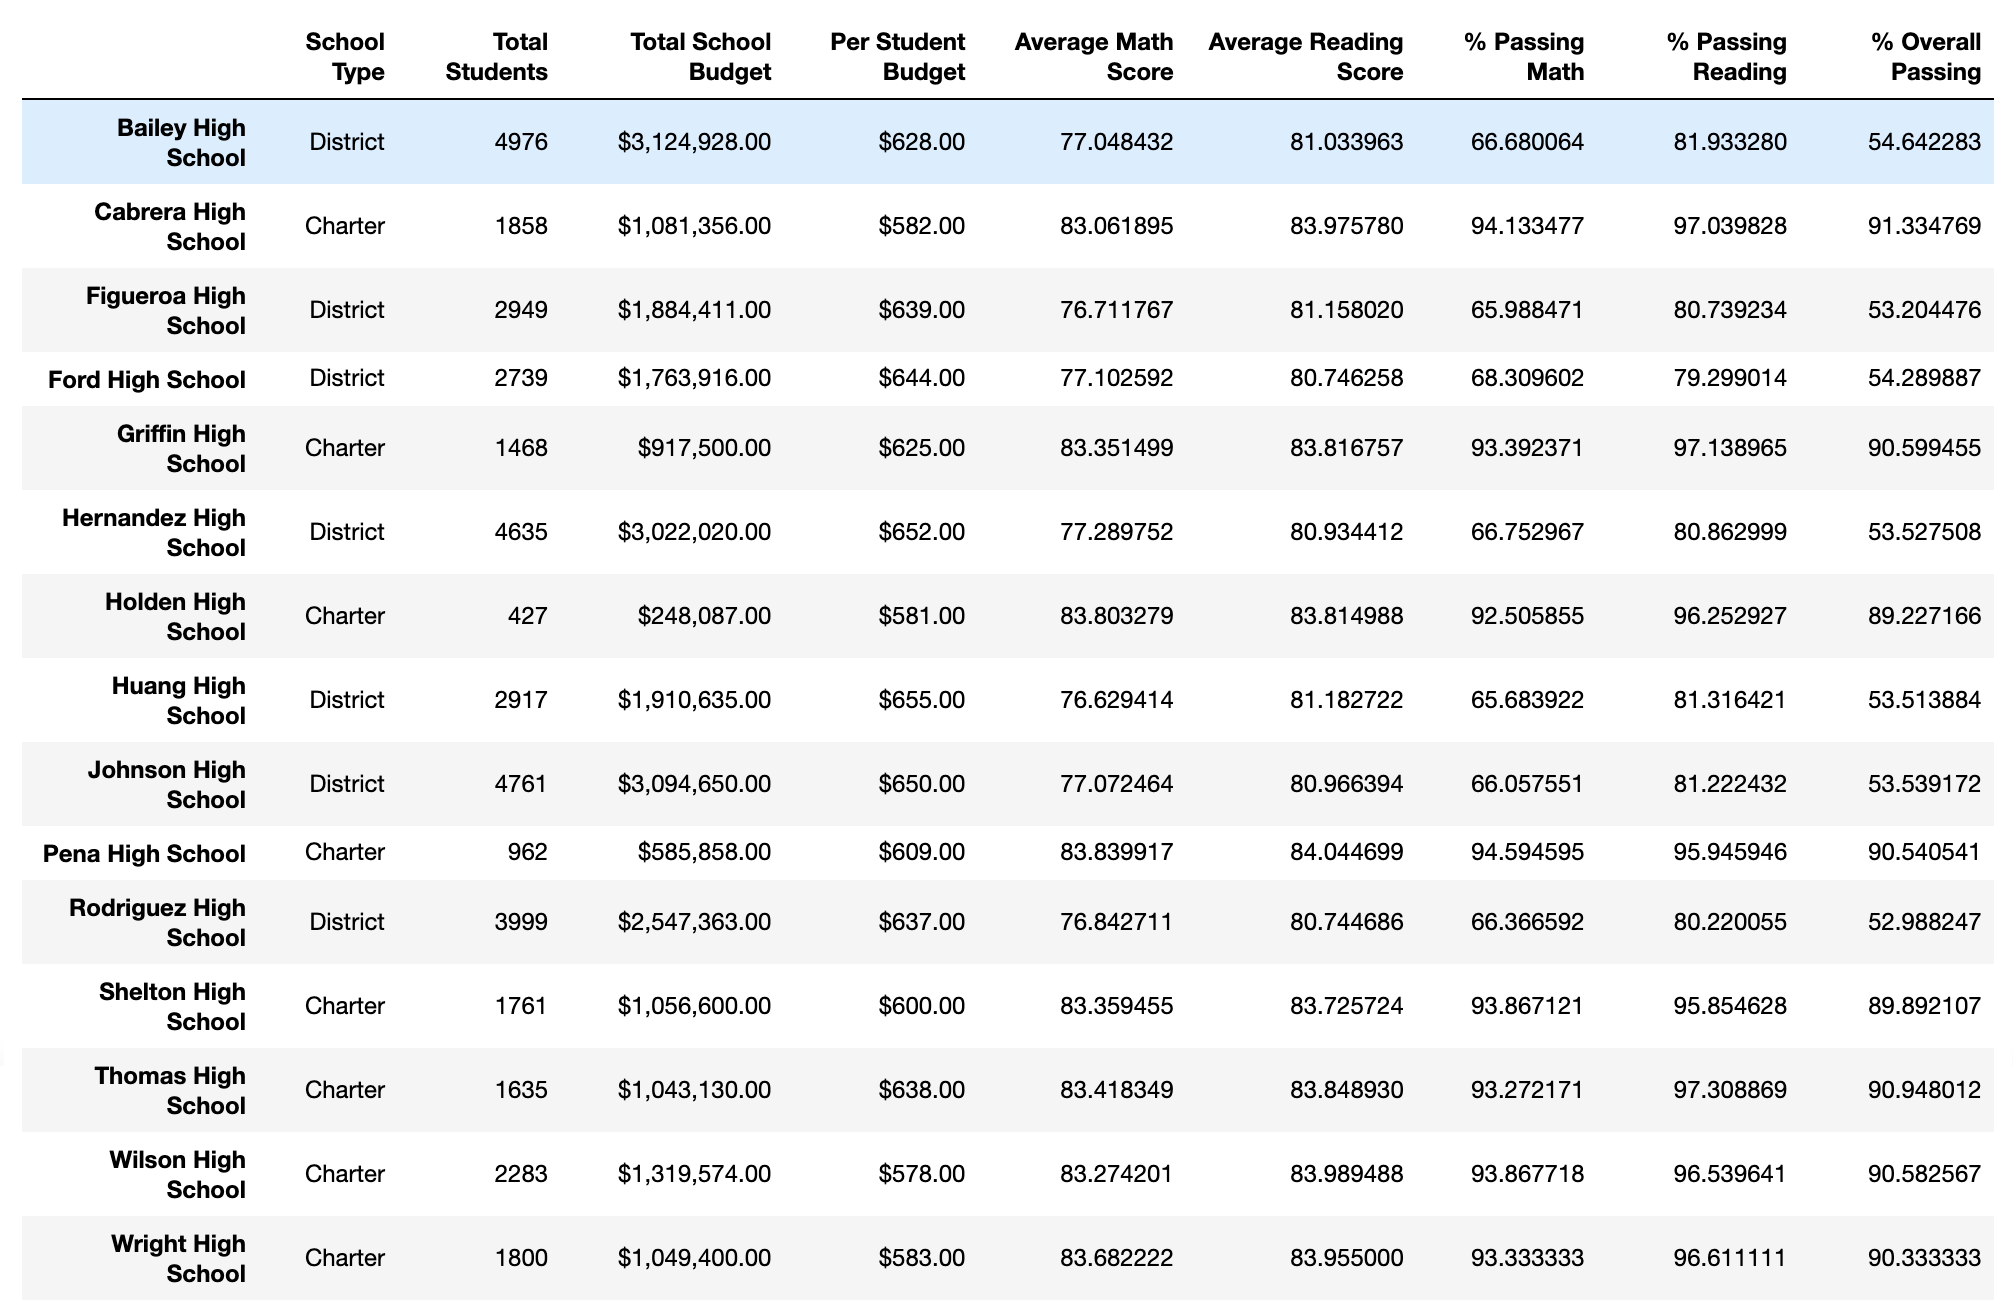 School Type Total Students Total School Budget Per Student Budget Average Math Score Average Reading Score % Passing Math % Passing Reading % Overall Passing
Bailey High School District 4976 $3,124,928.00 $628.00 77.048432 81.033963 66.680064 81.933280 54.642283
Cabrera High School Charter 1858 $1,081,356.00 $582.00 83.061895 83.975780 94.133477 97.039828 91.334769
Figueroa High School District 2949 $1,884,411.00 $639.00 76.711767 81.158020 65.988471 80.739234 53.204476
Ford High School District 2739 $1,763,916.00 $644.00 77.102592 80.746258 68.309602 79.299014 54.289887
Griffin High School Charter 1468 $917,500.00 $625.00 83.351499 83.816757 93.392371 97.138965 90.599455
Hernandez High School District 4635 $3,022,020.00 $652.00 77.289752 80.934412 66.752967 80.862999 53.527508
Holden High School Charter 427 $248,087.00 $581.00 83.803279 83.814988 92.505855 96.252927 89.227166
Huang High School District 2917 $1,910,635.00 $655.00 76.629414 81.182722 65.683922 81.316421 53.513884
Johnson High School District 4761 $3,094,650.00 $650.00 77.072464 80.966394 66.057551 81.222432 53.539172
Pena High School Charter 962 $585,858.00 $609.00 83.839917 84.044699 94.594595 95.945946 90.540541
Rodriguez High School District 3999 $2,547,363.00 $637.00 76.842711 80.744686 66.366592 80.220055 52.988247
Shelton High School Charter 1761 $1,056,600.00 $600.00 83.359455 83.725724 93.867121 95.854628 89.892107
Thomas High School Charter 1635 $1,043,130.00 $638.00 83.418349 83.848930 93.272171 97.308869 90.948012
Wilson High School Charter 2283 $1,319,574.00 $578.00 83.274201 83.989488 93.867718 96.539641 90.582567
Wright High School Charter 1800 $1,049,400.00 $583.00 83.682222 83.955000 93.333333 96.611111 90.333333